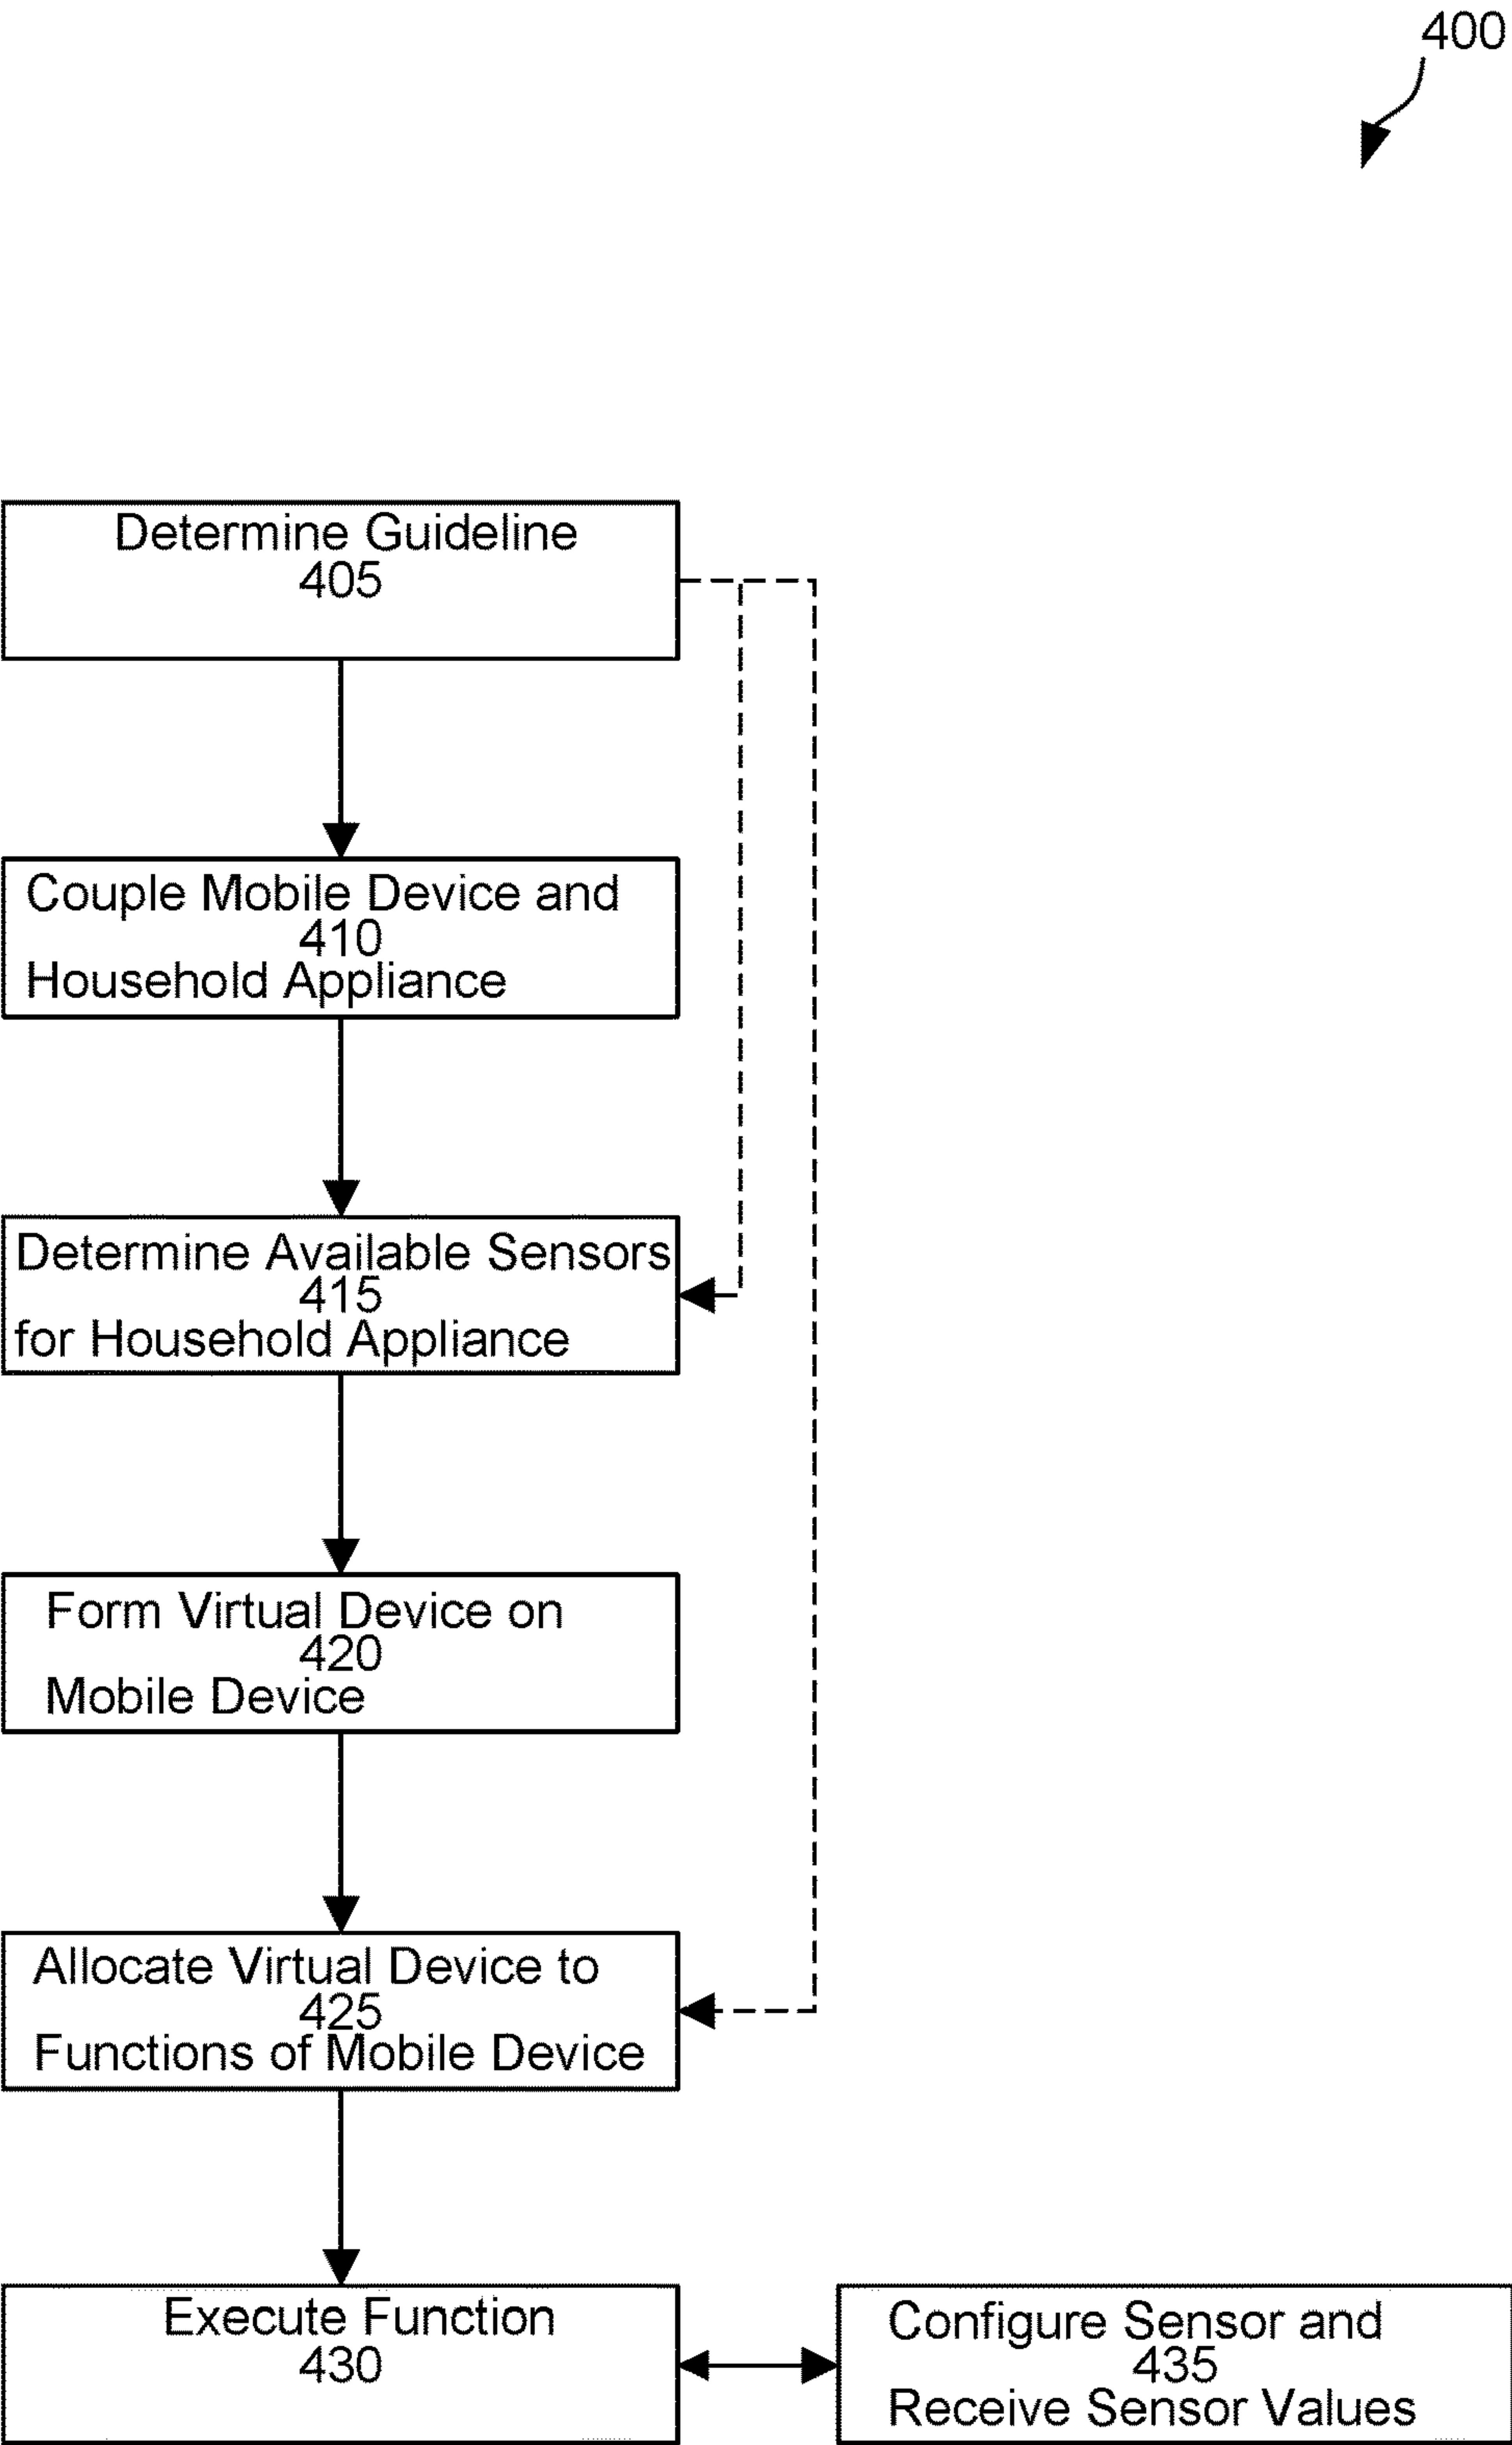 400
Determine Guideline
405
Couple Mobile Device and
410
Household Appliance
Determine Available Sensors
415
for Household Appliance
Form Virtual Device on
420
Mobile Device
Allocate Virtual Device to
425
Functions of Mobile Device
Execute Function
430
Configure Sensor and
435
Receive Sensor Values